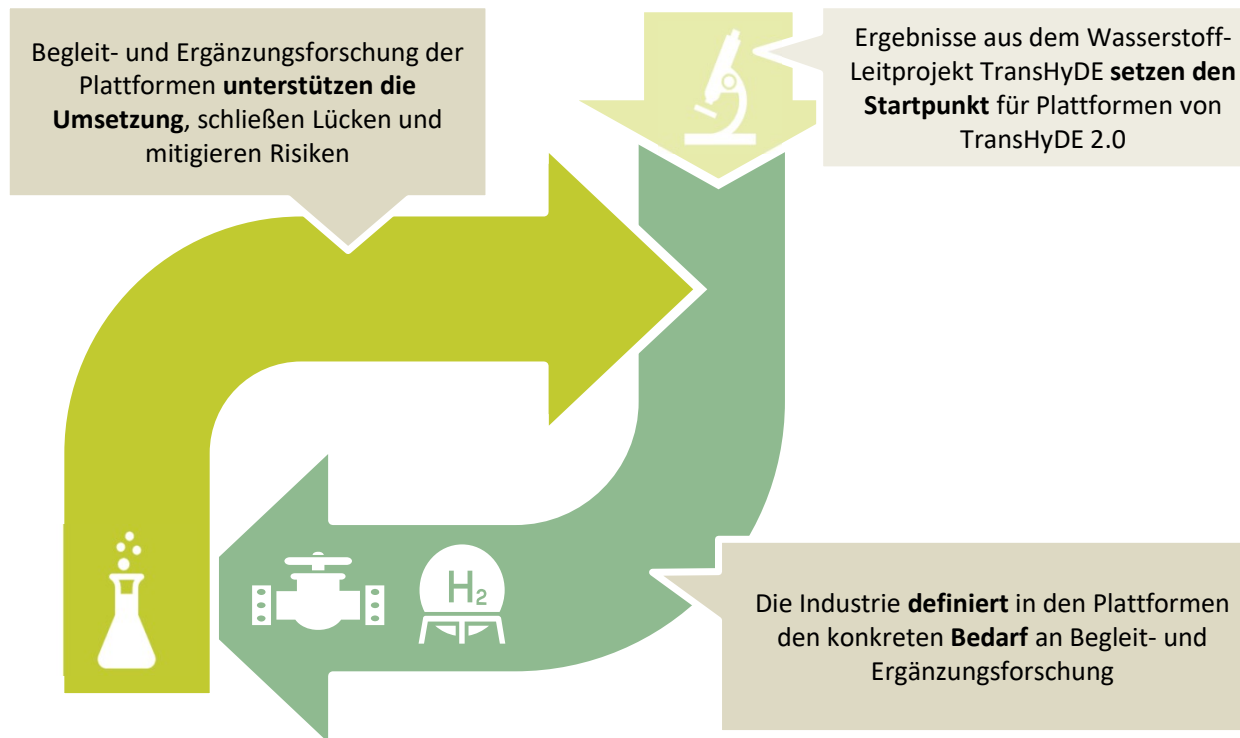 Begleit- und Ergänzungsforschung der
Plattformen unterstützen die
Umsetzung, schließen Lücken und
mitigieren Risiken
Ergebnisse aus dem Wasserstoff-
Leitprojekt TransHyDE setzen den
Startpunkt für Plattformen von
TransHyDE 2.0
H2
Die Industrie definiert in den Plattformen
den konkreten Bedarf an Begleit- und
Ergänzungsforschung